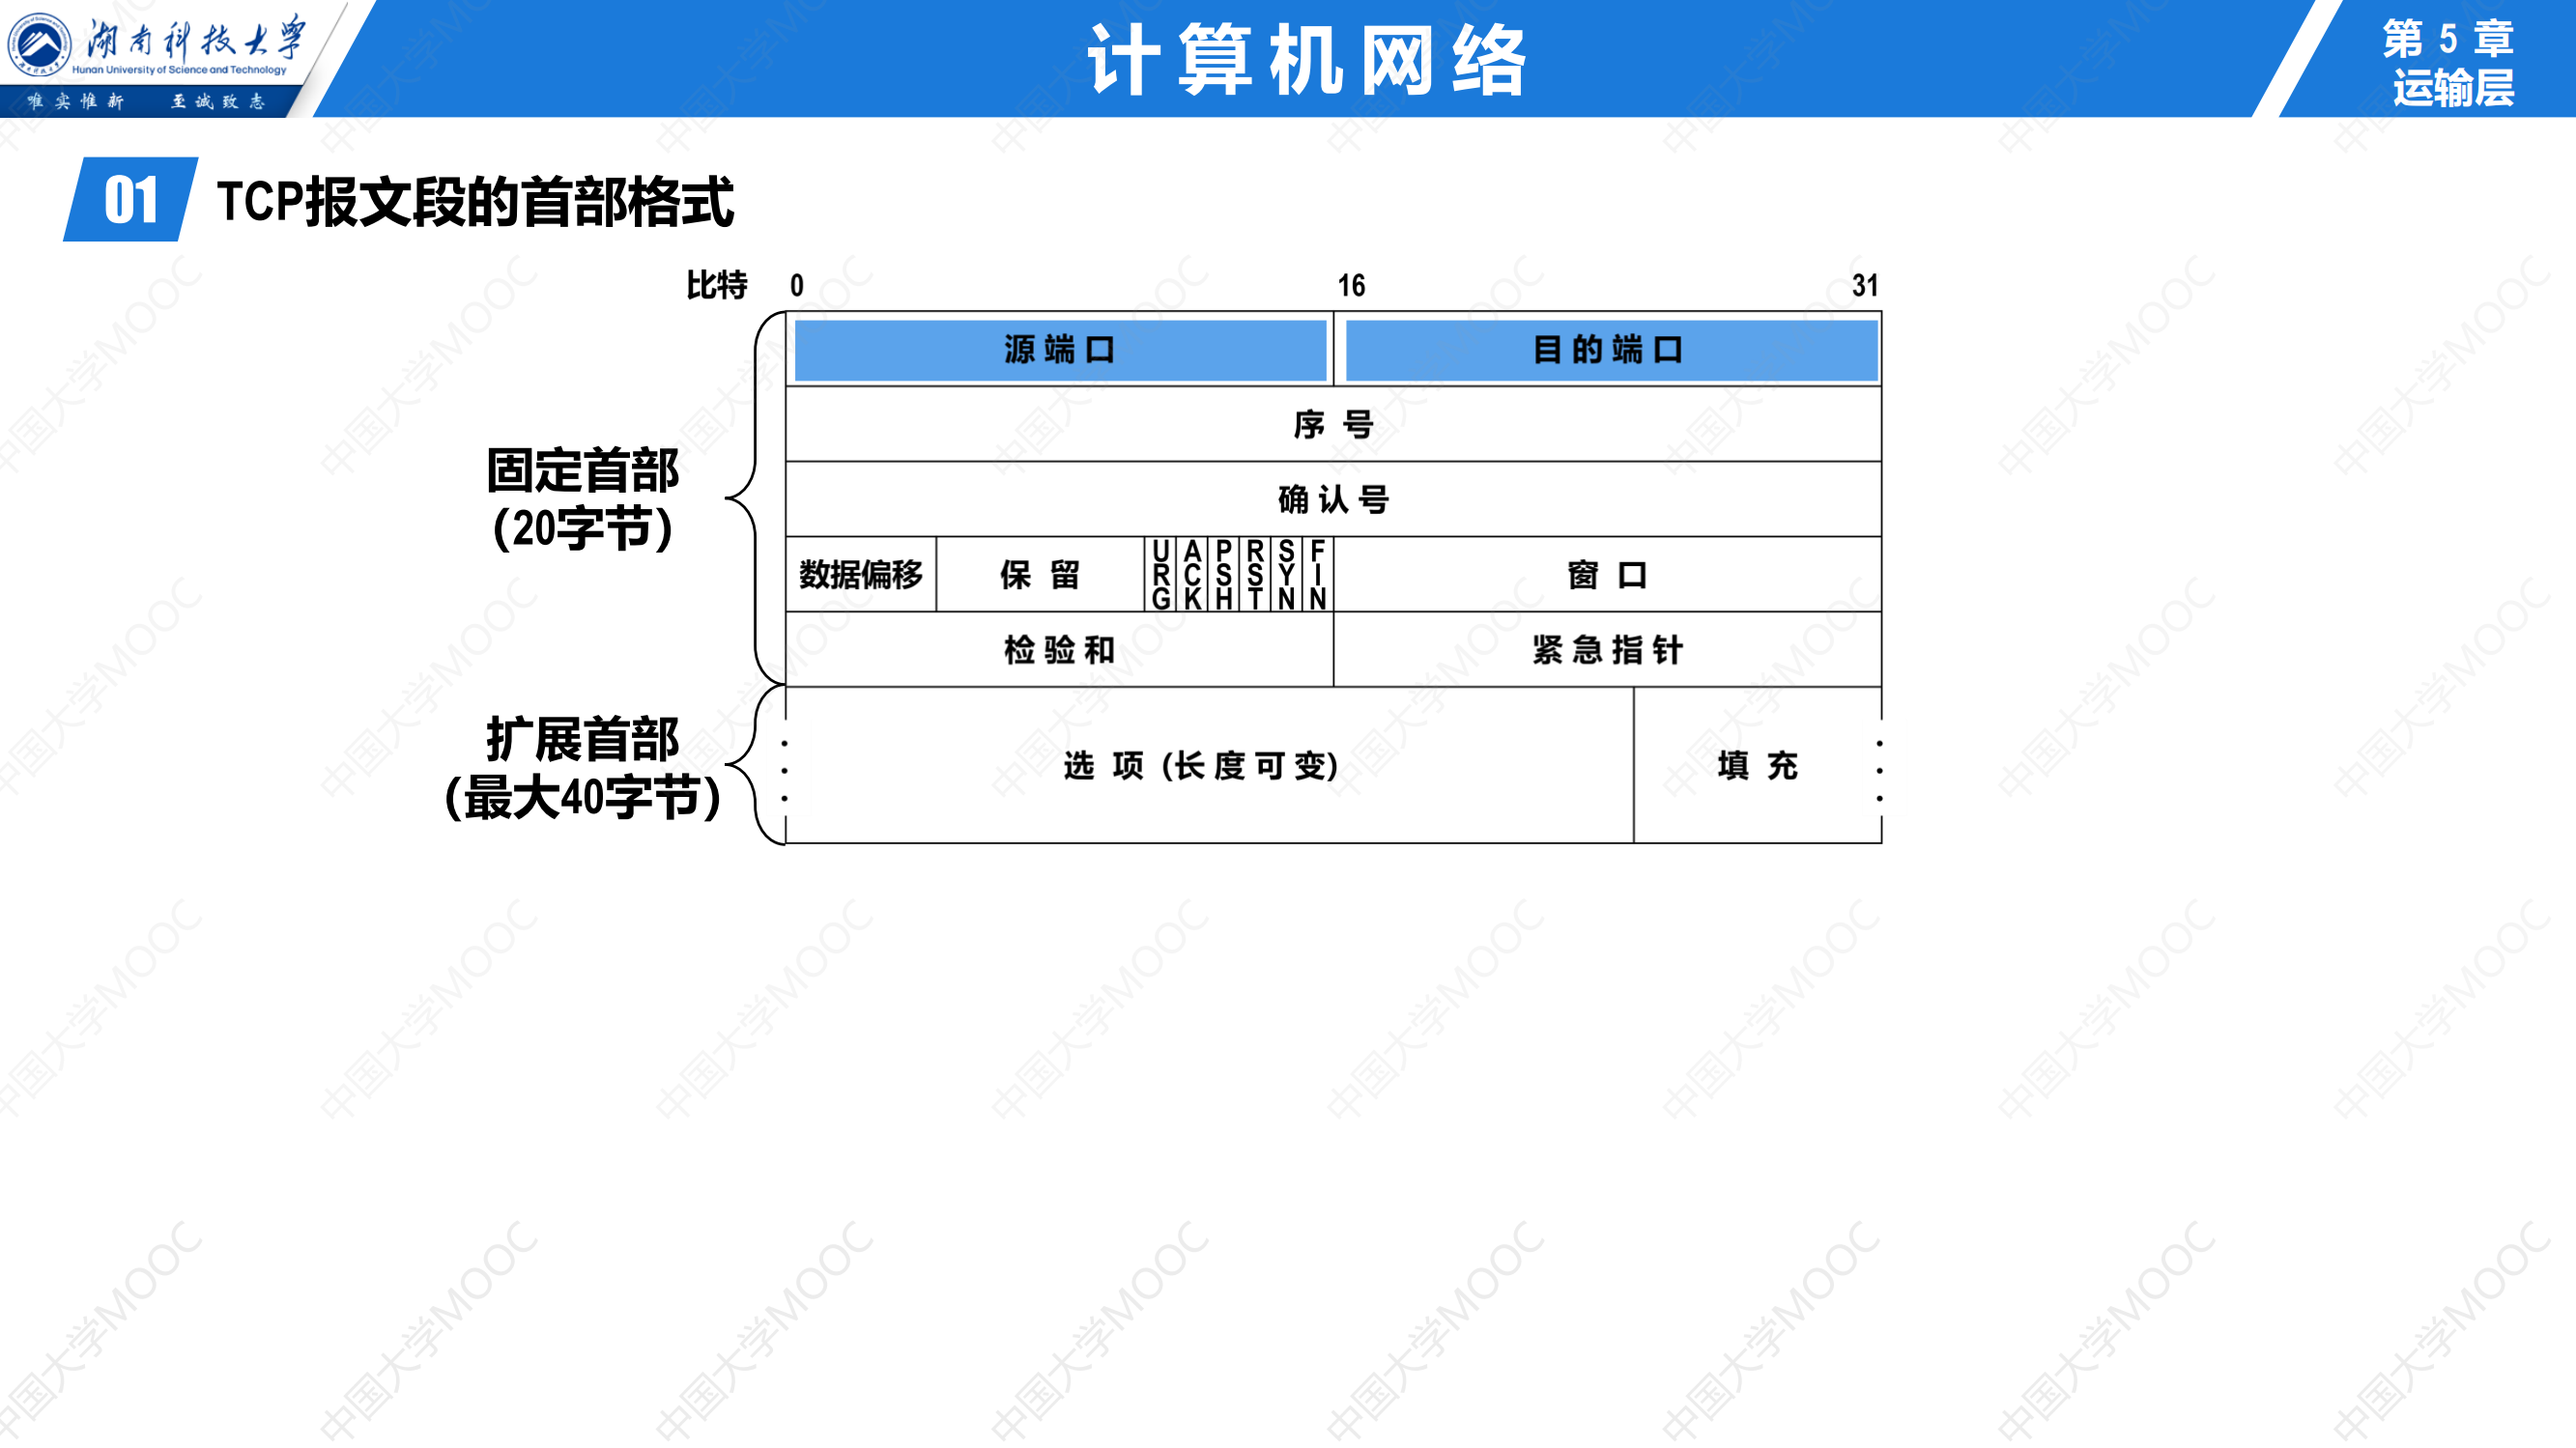 湖南科技大学
Hunan University of Science and Technology
唯实惟新 至诚致志
计算机网络
第 5 章
运输层
01 TCP报文段的首部格式
比特 0 16 31
源端口 目的端口
序号
确认号
固定首部
(20字节)
数据偏移 保留 URG ACK PSH RST SYN FIN 窗口
检验和 紧急指针
扩展首部
(最大40字节)
选项 (长度可变) 填充
中国大学MOOC